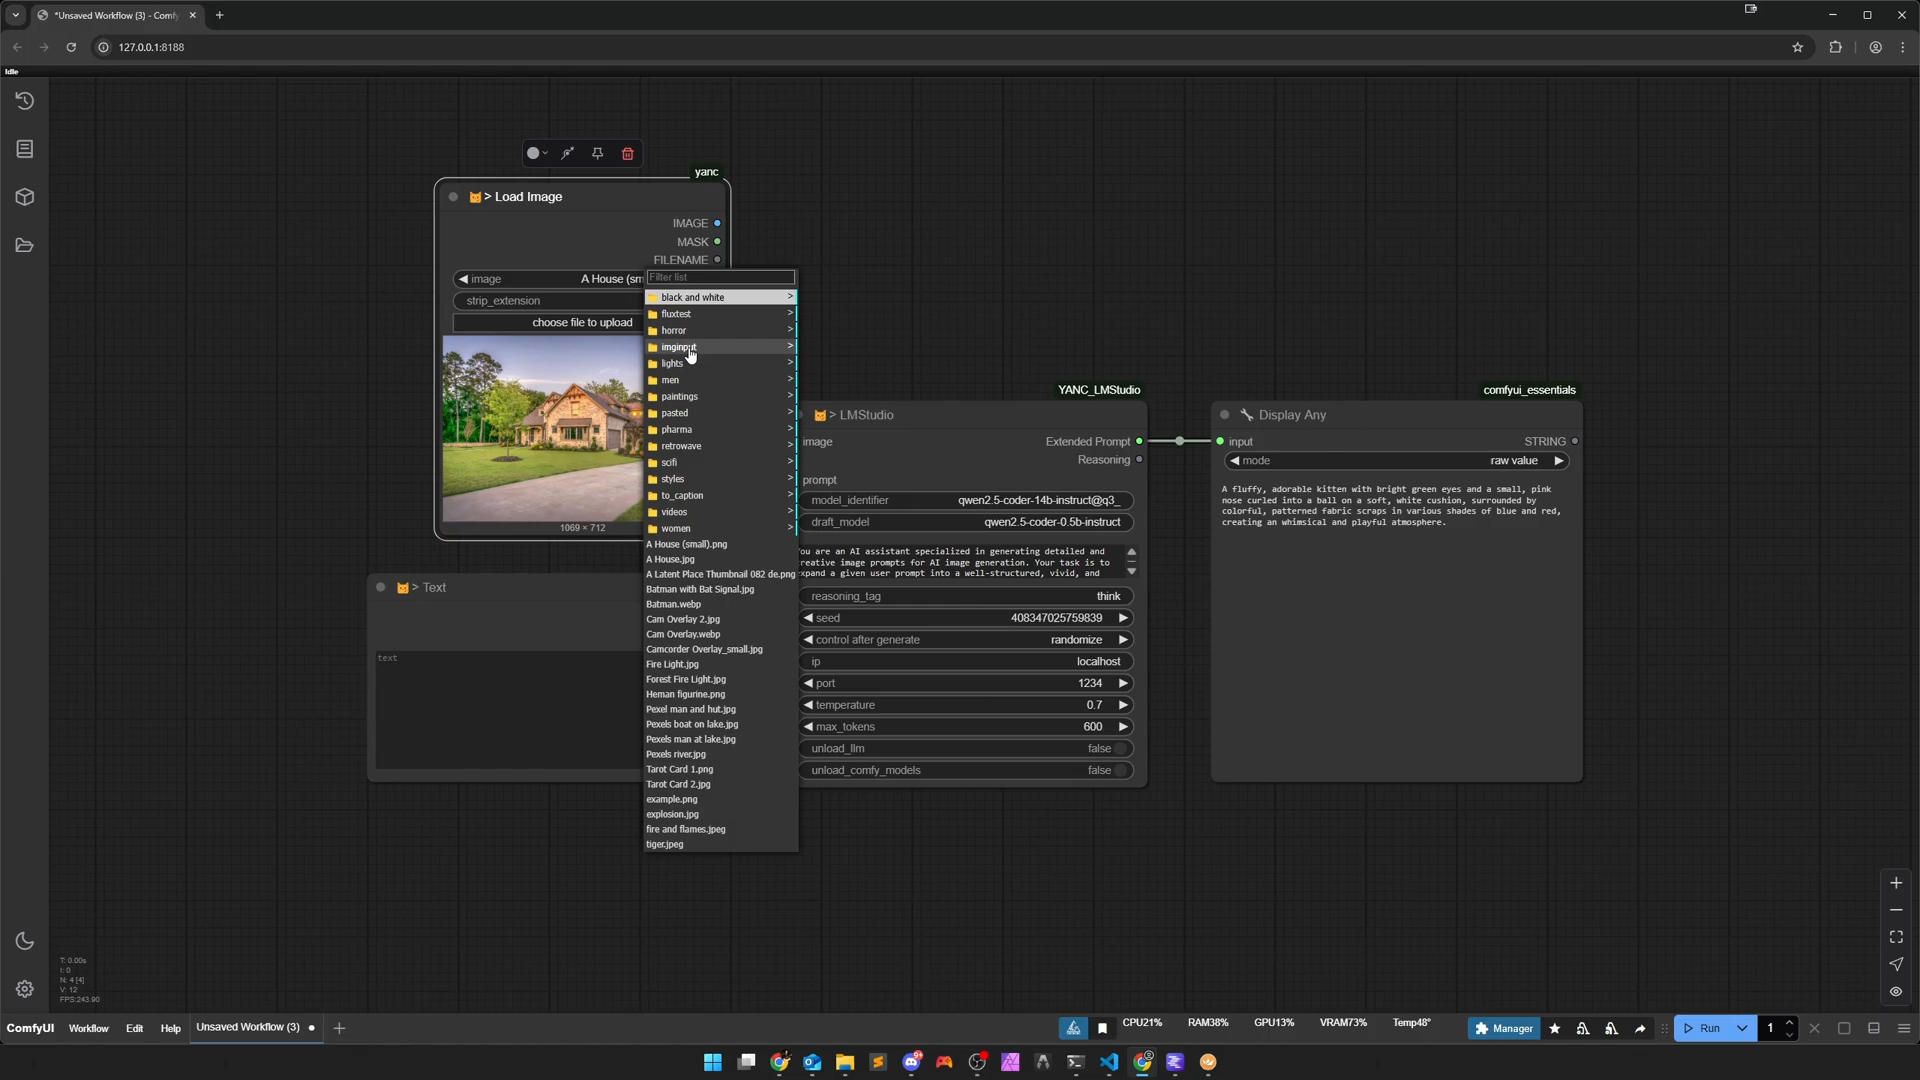 *Unsaved Workflow (3) - Comfy
127.0.0.1:8188
Idle
yanc
> Load Image
IMAGE
MASK
FILENAME
image A House (sm
strip_extension
choose file to upload
1069 × 712
Filter list
black and white >
fluxtest >
horror >
imginput >
lights >
men >
paintings >
pasted >
pharma >
retrowave >
scifi >
styles >
to_caption >
videos >
women >
A House (small).png
A House.jpg
A Latent Place Thumbnail 082 de.png
Batman with Bat Signal.jpg
Batman.webp
Cam Overlay 2.jpg
Cam Overlay.webp
Camcorder Overlay_small.jpg
Fire Light.jpg
Forest Fire Light.jpg
Heman figurine.png
Pexel man and hut.jpg
Pexels boat on lake.jpg
Pexels man at lake.jpg
Pexels river.jpg
Tarot Card 1.png
Tarot Card 2.jpg
example.png
explosion.jpg
fire and flames.jpeg
tiger.jpeg
> Text
text
YANC_LMStudio
> LMStudio
image Extended Prompt
Reasoning
prompt
model_identifier qwen2.5-coder-14b-instruct@q3_
draft_model qwen2.5-coder-0.5b-instruct
ou are an AI assistant specialized in generating detailed and
reative image prompts for AI image generation. Your task is to
xpand a given user prompt into a well-structured, vivid, and
reasoning_tag think
seed 408347025759839
control after generate randomize
ip localhost
port 1234
temperature 0.7
max_tokens 600
unload_llm false
unload_comfy_models false
comfyui_essentials
Display Any
input STRING
mode raw value
A fluffy, adorable kitten with bright green eyes and a small, pink
nose curled into a ball on a soft, white cushion, surrounded by
colorful, patterned fabric scraps in various shades of blue and red,
creating an whimsical and playful atmosphere.
T: 0.00s
I: 0
N: 4 [4]
V: 12
FPS:243.90
ComfyUI Workflow Edit Help Unsaved Workflow (3)
CPU21% RAM38% GPU13% VRAM73% Temp48° Manager Run 1